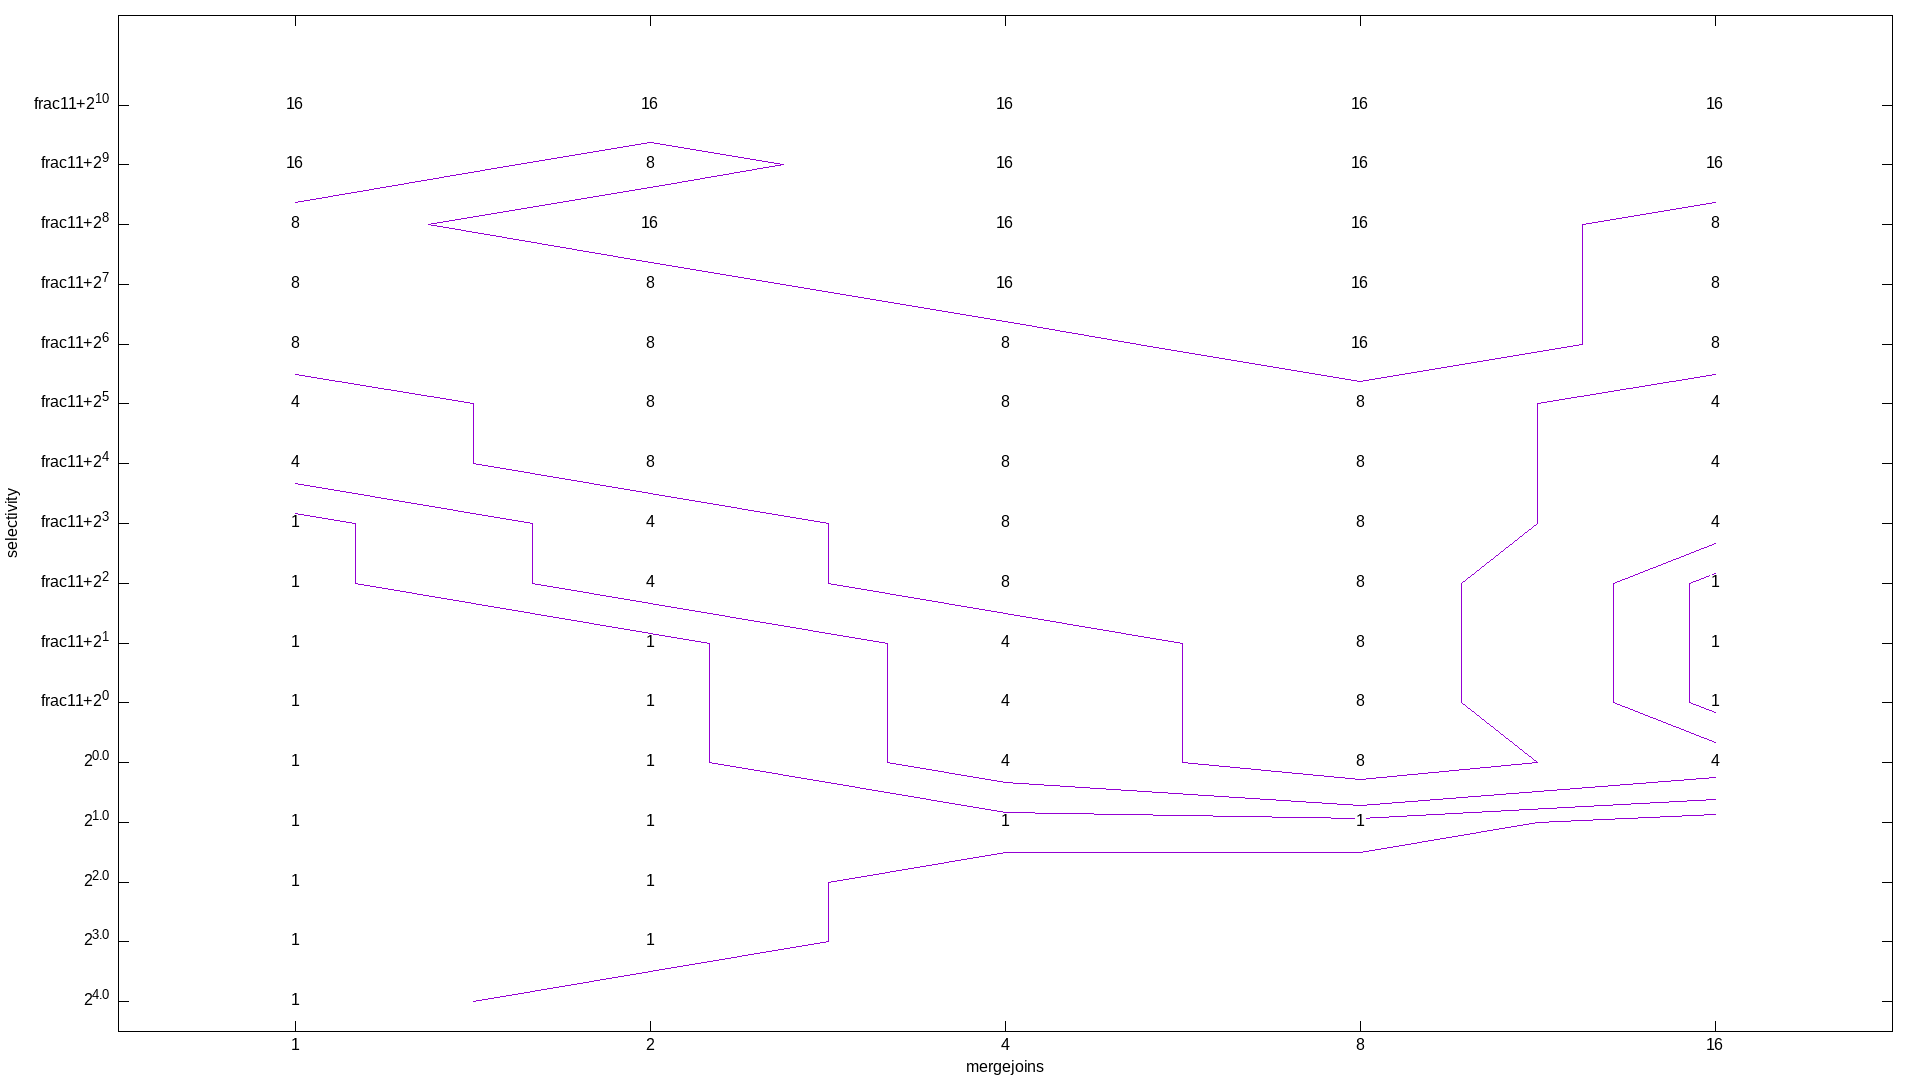 frac11+2^10 16 16 16 16 16
frac11+2^9 16 8 16 16 16
frac11+2^8 8 16 16 16 8
frac11+2^7 8 8 16 16 8
frac11+2^6 8 8 8 16 8
frac11+2^5 4 8 8 8 4
frac11+2^4 4 8 8 8 4
frac11+2^3 1 4 8 8 4
frac11+2^2 1 4 8 8 1
frac11+2^1 1 1 4 8 1
frac11+2^0 1 1 4 8 1
2^0.0 1 1 4 8 4
2^1.0 1 1 1 1
2^2.0 1 1
2^3.0 1 1
2^4.0 1
selectivity
1 2 4 8 16
mergejoins